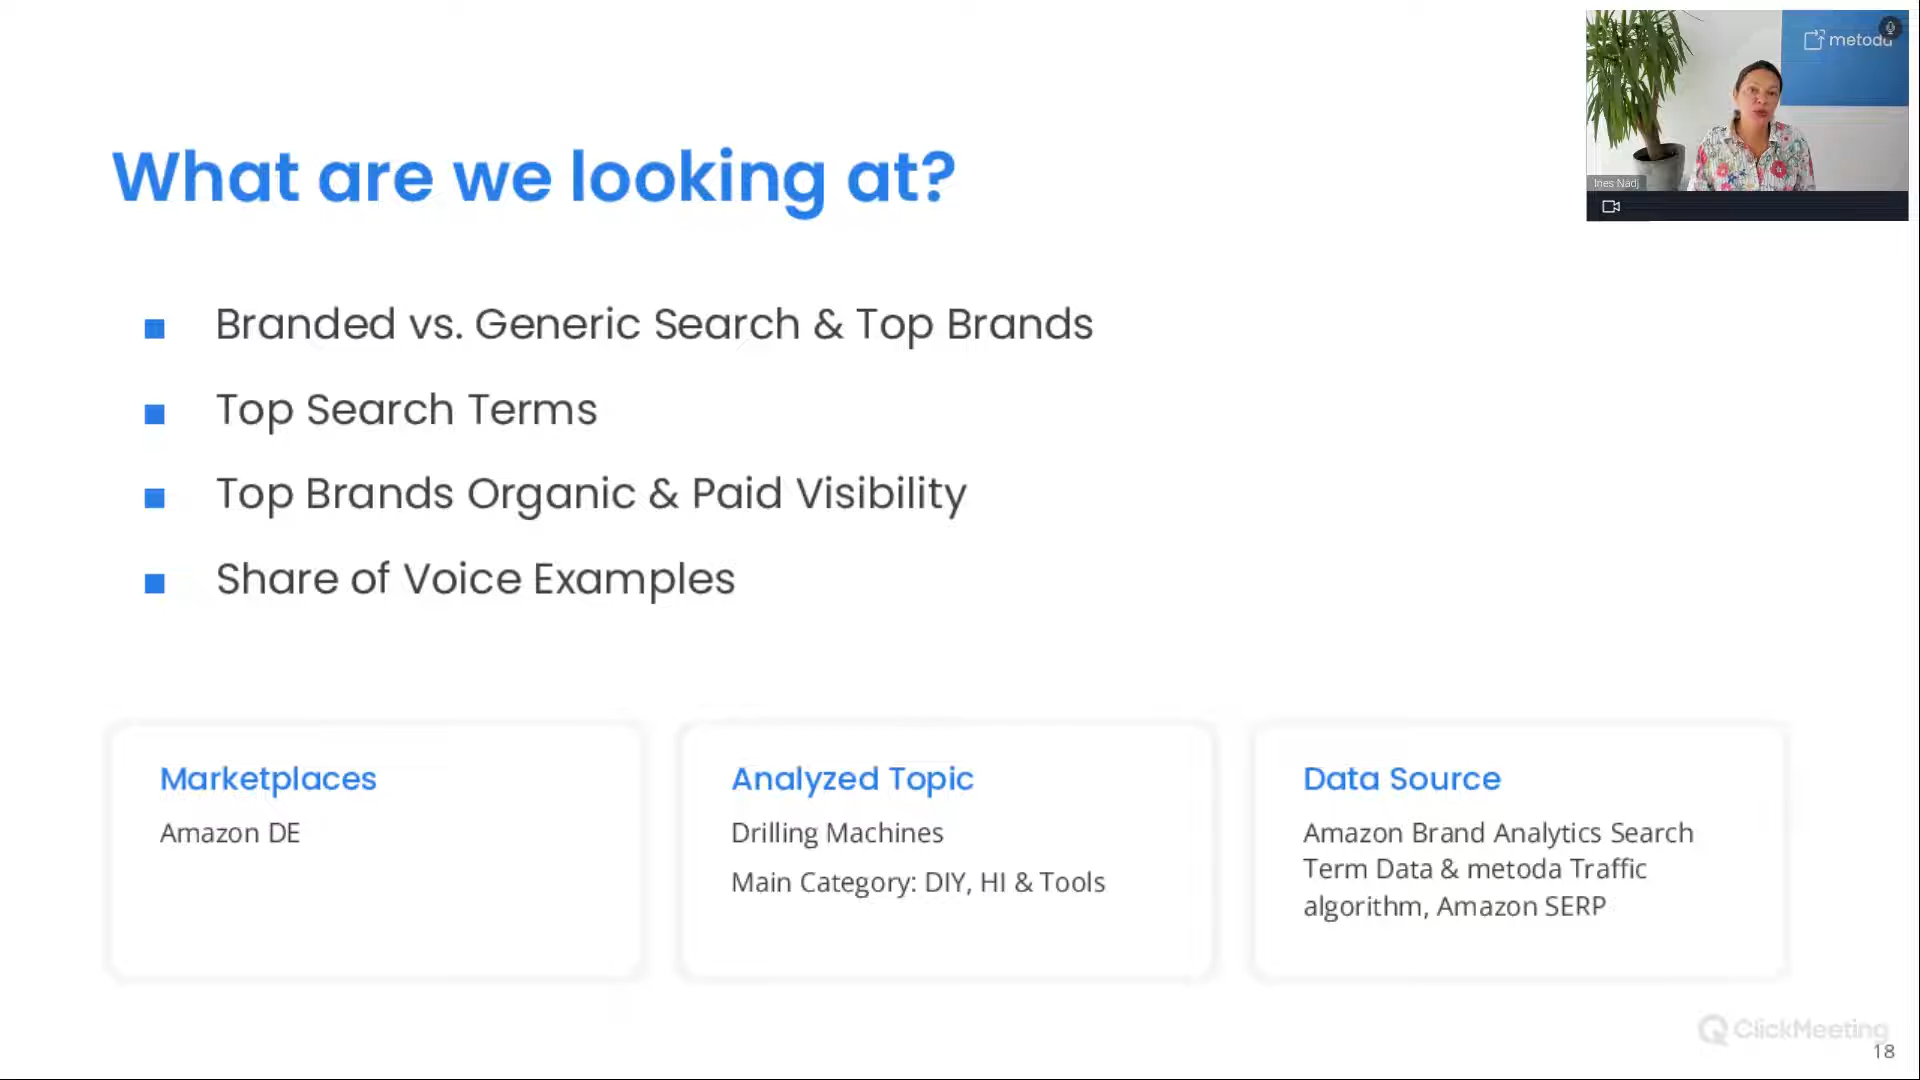 metoda
What are we looking at?
Ines Nadj
Branded vs. Generic Search & Top Brands
Top Search Terms
Top Brands Organic & Paid Visibility
Share of Voice Examples
Marketplaces
Amazon DE
Analyzed Topic
Drilling Machines
Main Category: DIY, HI & Tools
Data Source
Amazon Brand Analytics Search
Term Data & metoda Traffic
algorithm, Amazon SERP
ClickMeeting
18